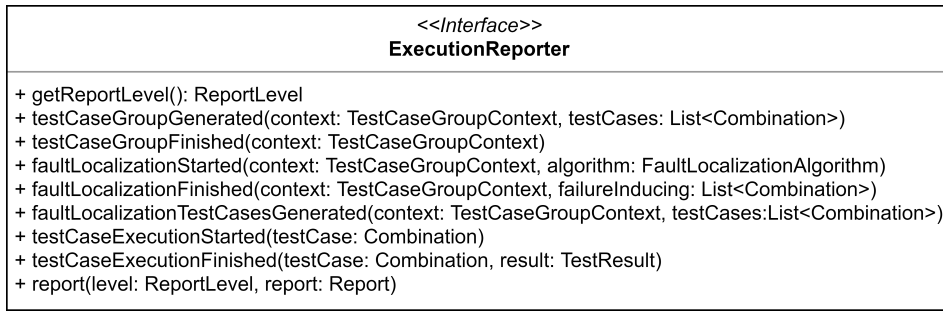 <<Interface>>
ExecutionReporter
+ getReportLevel(): ReportLevel
+ testCaseGroupGenerated(context: TestCaseGroupContext, testCases: List<Combination>)
+ testCaseGroupFinished(context: TestCaseGroupContext)
+ faultLocalizationStarted(context: TestCaseGroupContext, algorithm: FaultLocalizationAlgorithm)
+ faultLocalizationFinished(context: TestCaseGroupContext, failureInducing: List<Combination>)
+ faultLocalizationTestCasesGenerated(context: TestCaseGroupContext, testCases:List<Combination>)
+ testCaseExecutionStarted(testCase: Combination)
+ testCaseExecutionFinished(testCase: Combination, result: TestResult)
+ report(level: ReportLevel, report: Report)